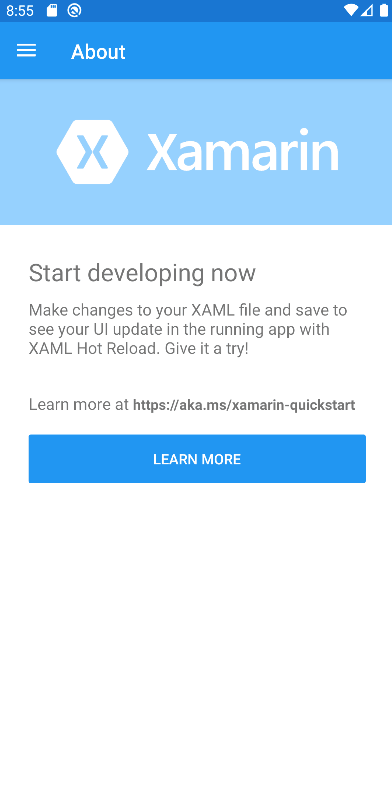 8:55
About
Xamarin
Start developing now
Make changes to your XAML file and save to
see your UI update in the running app with
XAML Hot Reload. Give it a try!
Learn more at https://aka.ms/xamarin-quickstart
LEARN MORE